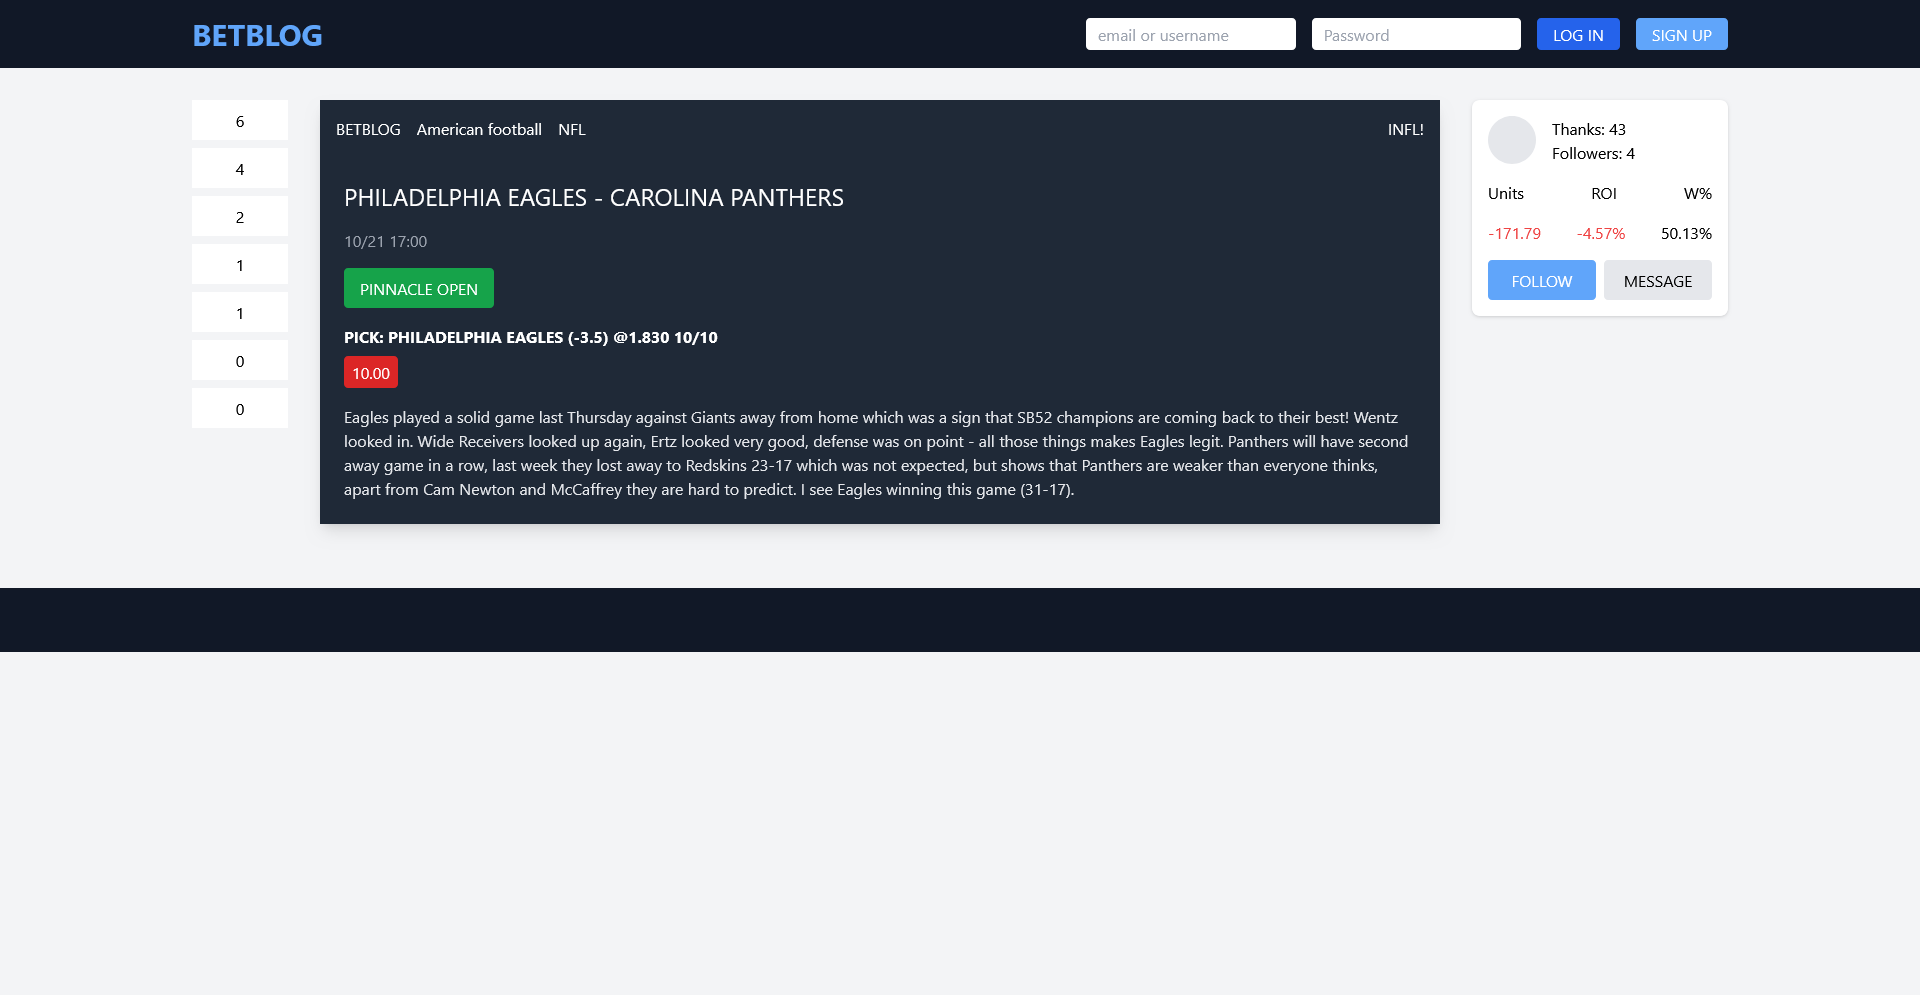 BETBLOG
email or username
Password
LOG IN
SIGN UP
6
4
2
1
1
0
0
BETBLOG American football NFL
INFL!
PHILADELPHIA EAGLES - CAROLINA PANTHERS
10/21 17:00
PINNACLE OPEN
PICK: PHILADELPHIA EAGLES (-3.5) @1.830 10/10
10.00
Eagles played a solid game last Thursday against Giants away from home which was a sign that SB52 champions are coming back to their best! Wentz
looked in. Wide Receivers looked up again, Ertz looked very good, defense was on point - all those things makes Eagles legit. Panthers will have second
away game in a row, last week they lost away to Redskins 23-17 which was not expected, but shows that Panthers are weaker than everyone thinks,
apart from Cam Newton and McCaffrey they are hard to predict. I see Eagles winning this game (31-17).
Thanks: 43
Followers: 4
Units ROI W%
-171.79 -4.57% 50.13%
FOLLOW
MESSAGE